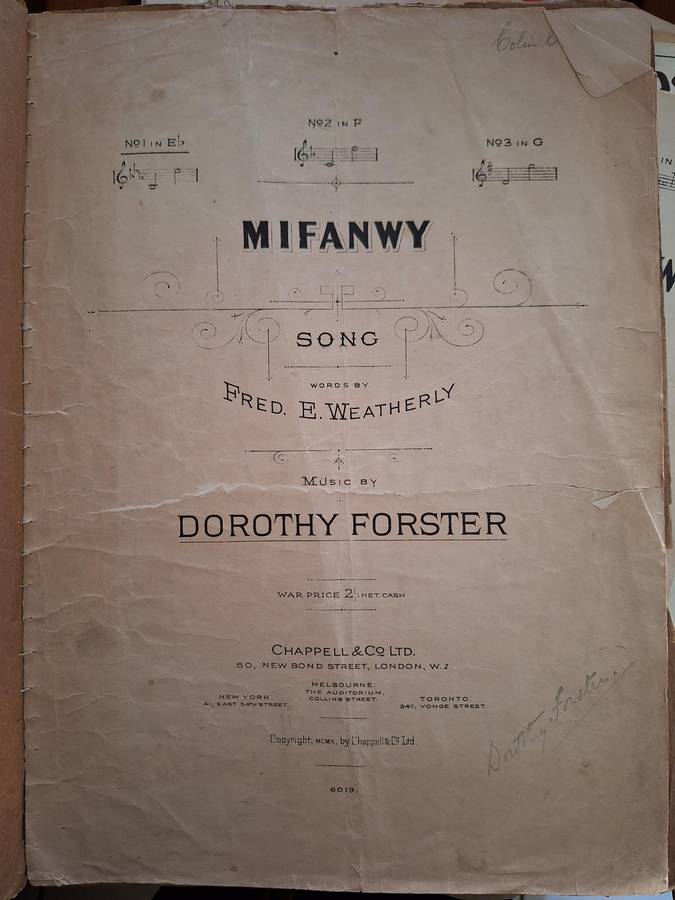 Colin
No 1 IN E♭
No 2 IN F
No 3 IN G
MIFANWY
SONG
WORDS BY
FRED. E. WEATHERLY
MUSIC BY
DOROTHY FORSTER
WAR PRICE 2/- NET. CASH
CHAPPELL & CO LTD.
50, NEW BOND STREET, LONDON, W.1.
NEW YORK:
41, EAST 34TH STREET.
MELBOURNE:
THE AUDITORIUM,
COLLINS STREET.
TORONTO:
347, YONGE STREET.
Copyright, MCMX, by Chappell & Co Ltd.
6019.
Dorothy Forster.
IN